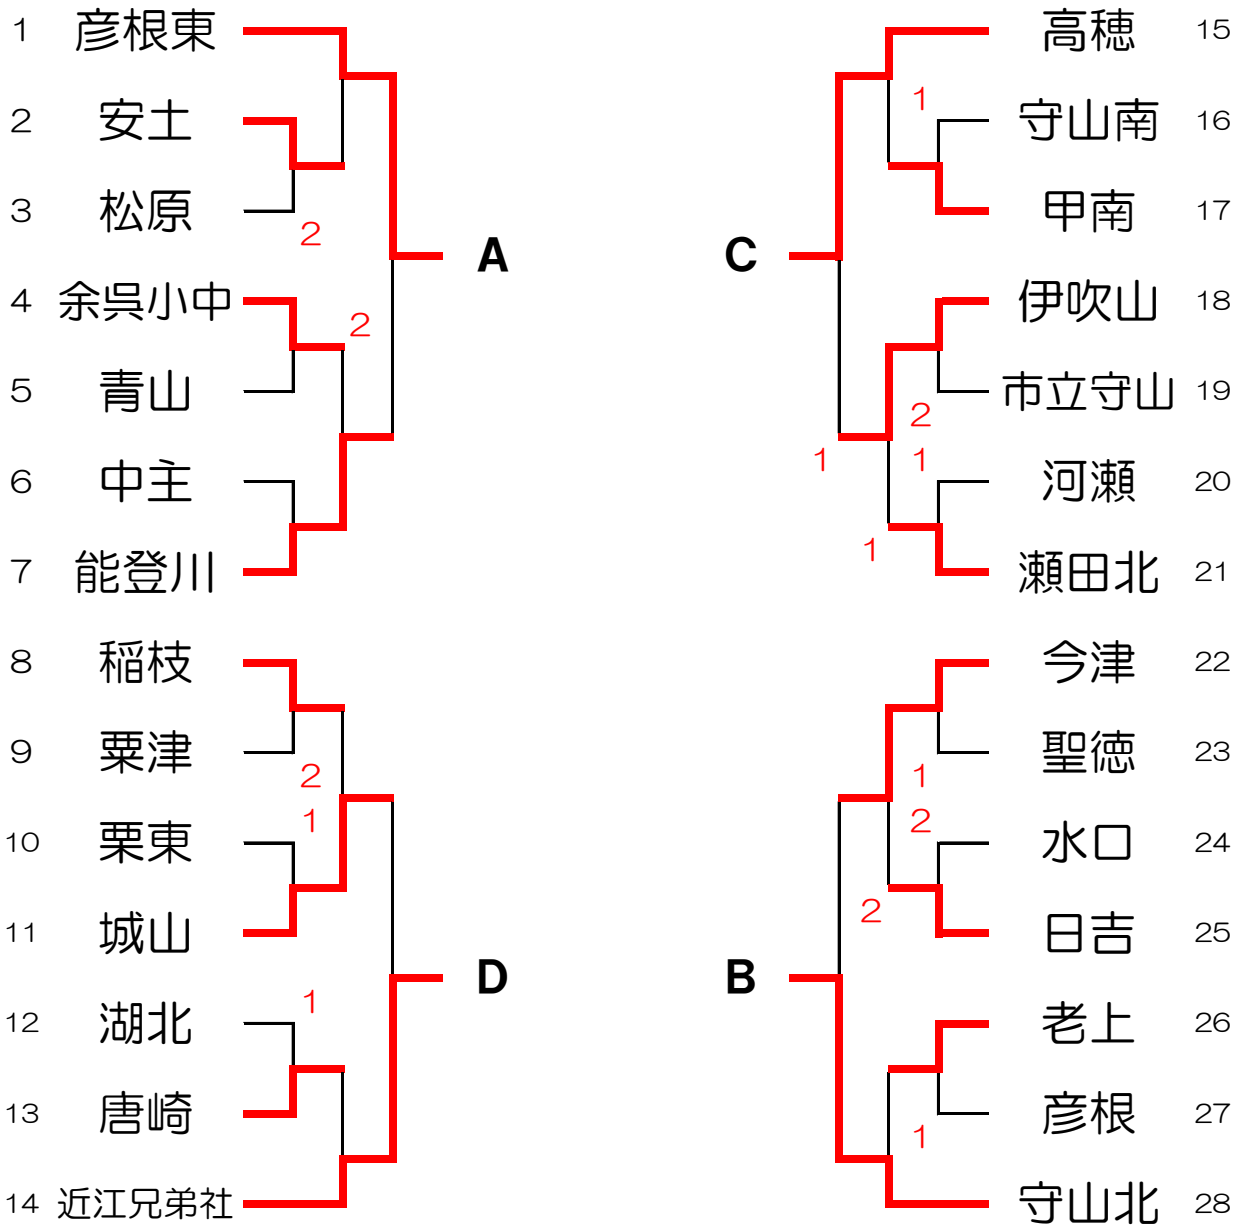 1 彦根東
2 安土
3 松原
2
4 余呉小中
2
5 青山
6 中主
7 能登川
A
8 稲枝
9 粟津
2
1
10 栗東
11 城山
1
12 湖北
13 唐崎
14 近江兄弟社
D
高穂 15
1
守山南 16
甲南 17
C
伊吹山 18
市立守山 19
2
1
1
河瀬 20
1
瀬田北 21
今津 22
聖徳 23
1
2
水口 24
2
日吉 25
B
老上 26
彦根 27
1
守山北 28